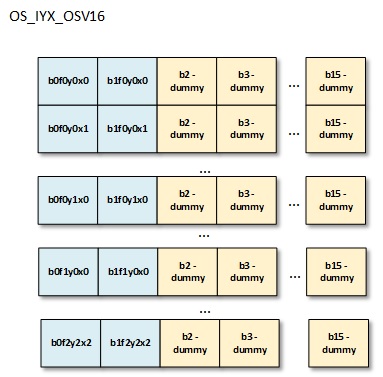 OS_IYX_OSV16
b0f0y0x0 b1f0y0x0 b2 - dummy b3 - dummy ... b15 - dummy
b0f0y0x1 b1f0y0x1 b2 - dummy b3 - dummy ... b15 - dummy
...
b0f0y1x0 b1f0y1x0 b2 - dummy b3 - dummy ... b15 - dummy
...
b0f1y0x0 b1f1y0x0 b2 - dummy b3 - dummy ... b15 - dummy
...
b0f2y2x2 b1f2y2x2 b2 - dummy b3 - dummy b15 - dummy